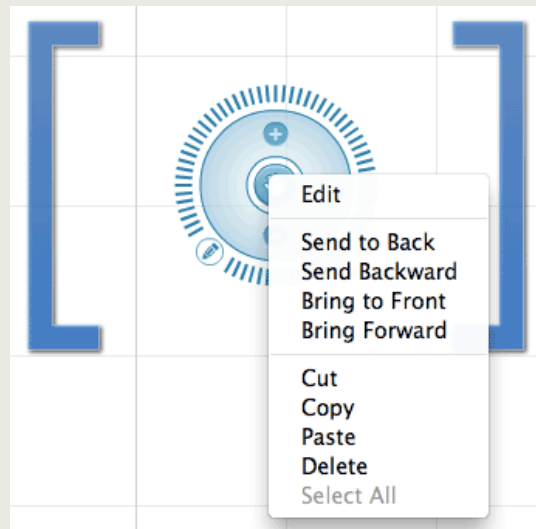 Edit
Send to Back
Send Backward
Bring to Front
Bring Forward
Cut
Copy
Paste
Delete
Select All